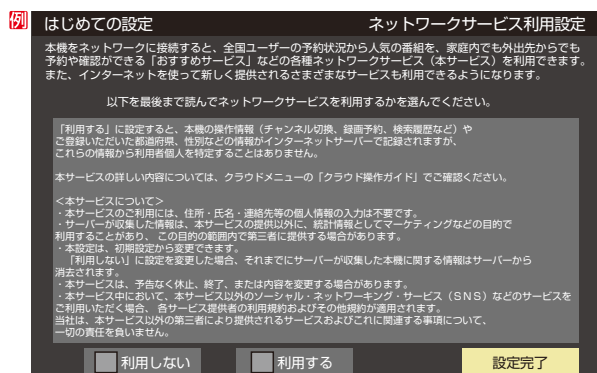 例
はじめての設定 ネットワークサービス利用設定
本機をネットワークに接続すると、全国ユーザーの予約状況から人気の番組を、家庭内でも外出先からでも
予約や確認ができる「おすすめサービス」などの各種ネットワークサービス（本サービス）を利用できます。
また、インターネットを使って新しく提供されるさまざまなサービスも利用できるようになります。
以下を最後まで読んでネットワークサービスを利用するかを選んでください。
「利用する」に設定すると、本機の操作情報（チャンネル切換、録画予約、検索履歴など）や
ご登録いただいた都道府県、性別などの情報がインターネットサーバーで記録されますが、
これらの情報から利用者個人を特定することはありません。
本サービスの詳しい内容については、クラウドメニューの「クラウド操作ガイド」でご確認ください。
＜本サービスについて＞
・本サービスのご利用には、住所・氏名・連絡先等の個人情報の入力は不要です。
・サーバーが収集した情報は、本サービスの提供以外に、統計情報としてマーケティングなどの目的で
利用することがあり、この目的の範囲内で第三者に提供する場合があります。
・本設定は、初期設定から変更できます。
「利用しない」に設定を変更した場合、それまでにサーバーが収集した本機に関する情報はサーバーから
消去されます。
・本サービスは、予告なく休止、終了、または内容を変更する場合があります。
・本サービス中において、本サービス以外のソーシャル・ネットワーキング・サービス（ＳＮＳ）などのサービスを
ご利用いただく場合、各サービス提供者の利用規約およびその他規約が適用されます。
当社は、本サービス以外の第三者により提供されるサービスおよびこれに関連する事項について、
一切の責任を負いません。
利用しない 利用する 設定完了